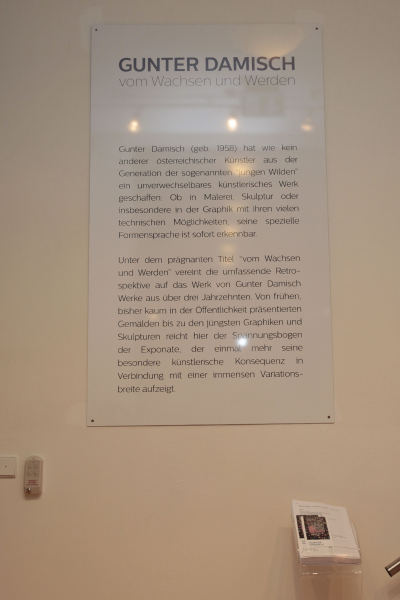 GUNTER DAMISCH
vom Wachsen und Werden
Gunter Damisch (geb. 1958) hat wie kein
anderer österreichischer Künstler aus der
Generation der sogenannten "jungen Wilden"
ein unverwechselbares künstlerisches Werk
geschaffen. Ob in Malerei, Skulptur oder
insbesondere in der Graphik mit ihren vielen
technischen Möglichkeiten, seine spezielle
Formensprache ist sofort erkennbar.
Unter dem prägnanten Titel "vom Wachsen
und Werden" vereint die umfassende Retro-
spektive auf das Werk von Gunter Damisch
Werke aus über drei Jahrzehnten. Von frühen,
bisher kaum in der Öffentlichkeit präsentierten
Gemälden bis zu den jüngsten Graphiken und
Skulpturen reicht hier der Spannungsbogen
der Exponate, der einmal mehr seine
besondere künstlerische Konsequenz in
Verbindung mit einer immensen Variations-
breite aufzeigt.